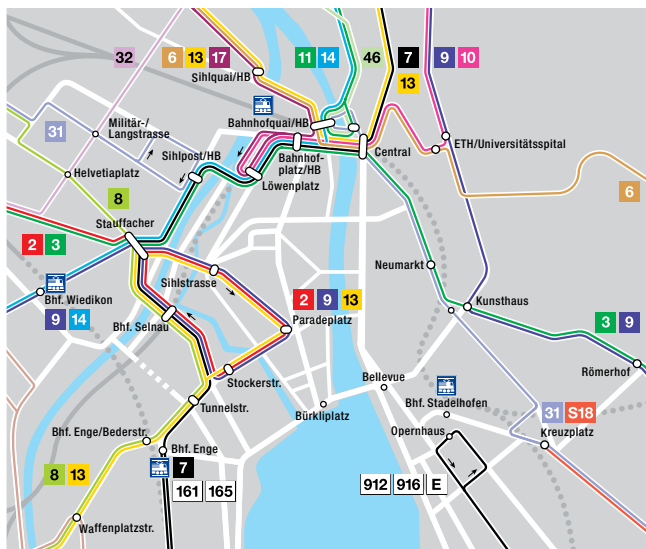 32
6 13 17
11 14
46
7
13
9 10
Sihlquai/HB
Bahnhofquai/HB
31
Militär-/
Langstrasse
Sihlpost/HB
Bahnhof-
platz/HB
Central
ETH/Universitätsspital
Helvetiaplatz
Löwenplatz
8
6
Stauffacher
2 3
Sihlstrasse
Neumarkt
Bhf. Wiedikon
9 14
2 9 13
Paradeplatz
Kunsthaus
Bhf. Selnau
3 9
Römerhof
Stockerstr.
Bellevue
Bhf. Stadelhofen
Tunnelstr.
Bürkliplatz
31 S18
Kreuzplatz
Opernhaus
Bhf. Enge/Bederstr.
Bhf. Enge
8 13
7
161 165
912 916 E
Waffenplatzstr.